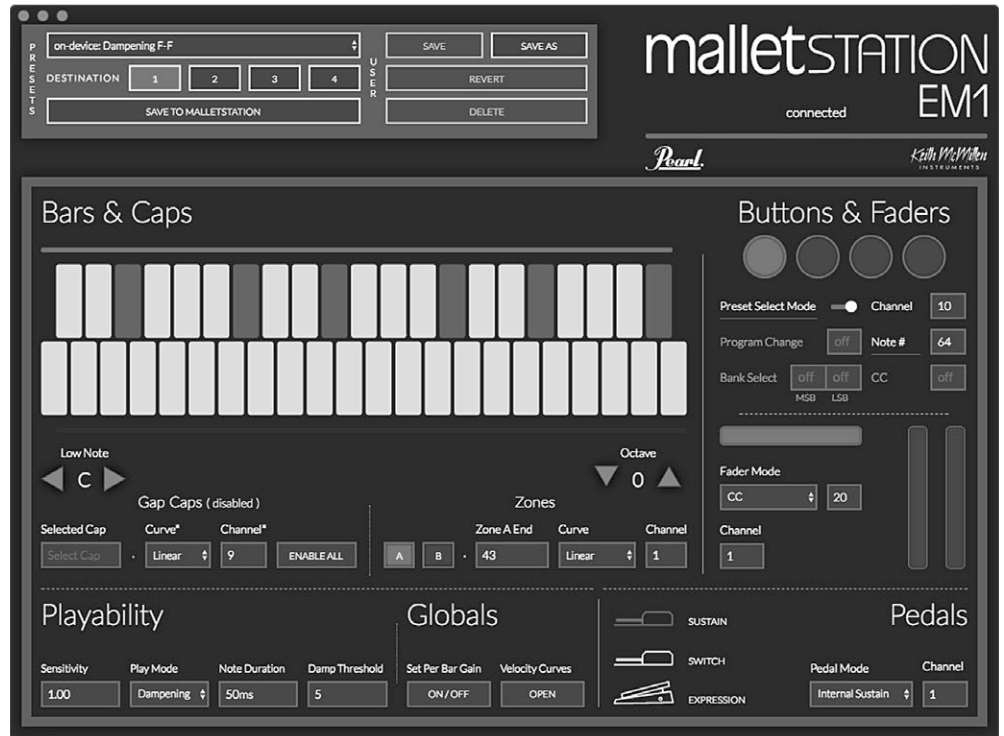 PRESETS
on-device: Dampening F-F
DESTINATION 1 2 3 4
SAVE TO MALLETSTATION
USER
SAVE SAVE AS
REVERT
DELETE
malletSTATION
EM1
connected
Pearl.
Keith McMillen
INSTRUMENTS
Bars & Caps
Low Note
C
Octave
0
Gap Caps ( disabled )
Selected Cap Curve* Channel*
Select Cap Linear 9 ENABLE ALL
Zones
Zone A End Curve Channel
A B 43 Linear 1
Buttons & Faders
Preset Select Mode Channel 10
Program Change off Note # 64
Bank Select off off CC off
MSB LSB
Fader Mode
CC 20
Channel
1
Playability
Sensitivity Play Mode Note Duration Damp Threshold
1.00 Dampening 50ms 5
Globals
Set Per Bar Gain Velocity Curves
ON / OFF OPEN
Pedals
SUSTAIN
SWITCH
EXPRESSION
Pedal Mode Channel
Internal Sustain 1